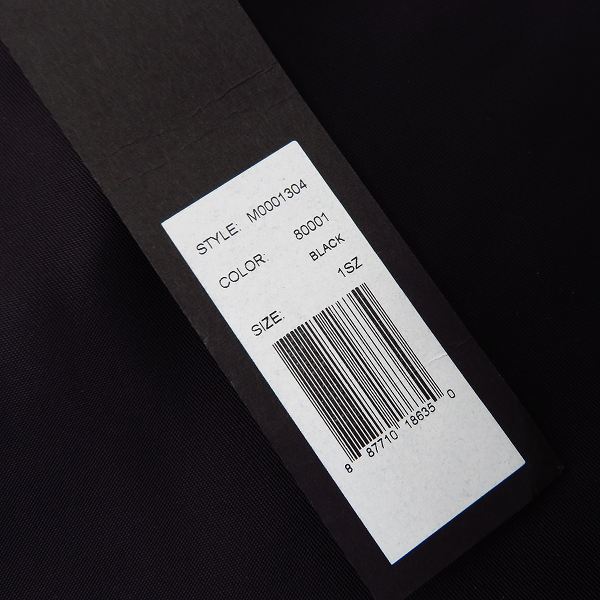 STYLE: M0001304
COLOR: 80001
BLACK
SIZE: 1SZ
8 87710 18635 0